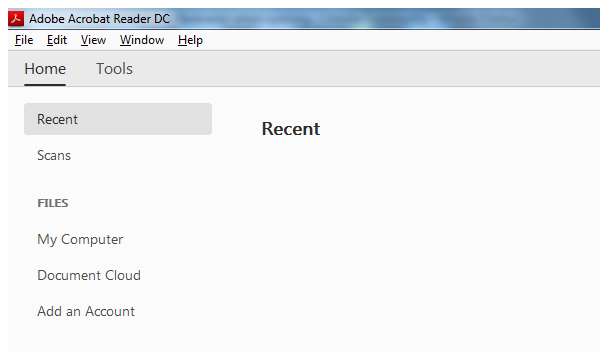 Adobe Acrobat Reader DC
File Edit View Window Help
Home Tools
Recent
Scans
FILES
My Computer
Document Cloud
Add an Account
Recent